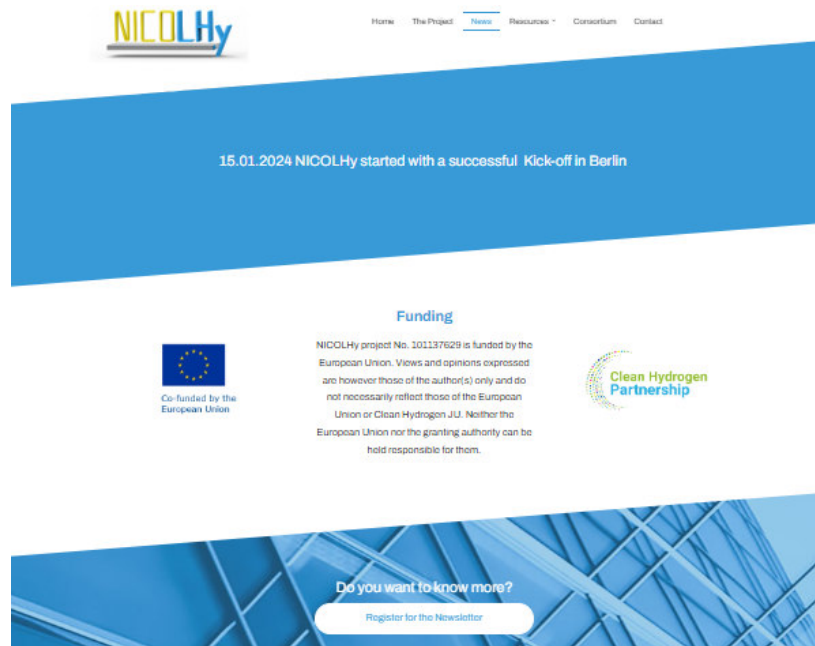 NICOLHy
Home The Project News Resources Consortium Contact
15.01.2024 NICOLHy started with a successful Kick-off in Berlin
Funding
NICOLHy project No. 101137629 is funded by the
European Union. Views and opinions expressed
are however those of the author(s) only and do
not necessarily reflect those of the European
Union or Clean Hydrogen JU. Neither the
European Union nor the granting authority can be
held responsible for them.
Co-funded by the
European Union
Clean Hydrogen
Partnership
Do you want to know more?
Register for the Newsletter